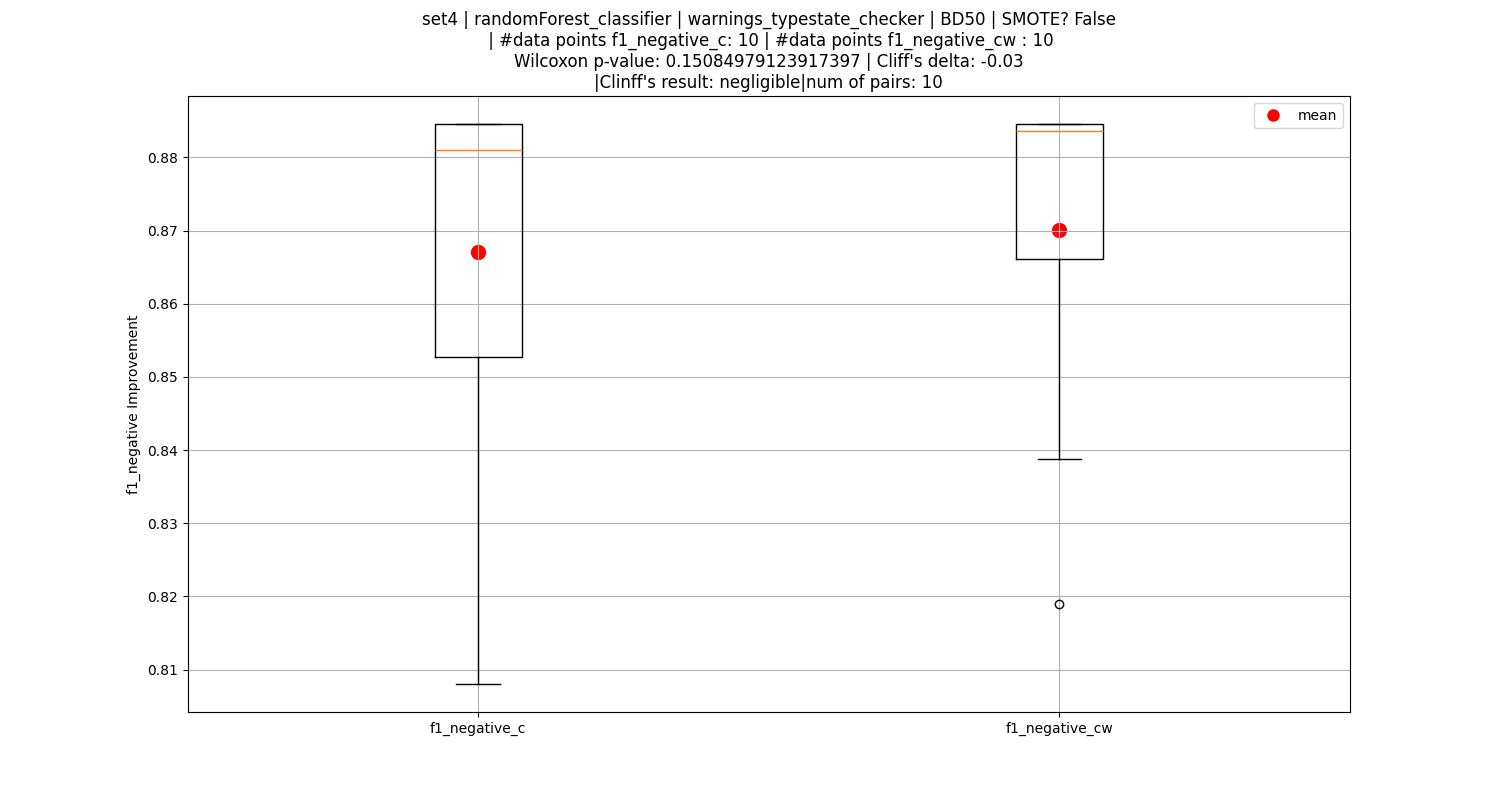 set4 | randomForest_classifier | warnings_typestate_checker | BD50 | SMOTE? False
| #data points f1_negative_c: 10 | #data points f1_negative_cw : 10
Wilcoxon p-value: 0.15084979123917397 | Cliff's delta: -0.03
|Clinff's result: negligible|num of pairs: 10
mean
0.88
0.87
0.86
0.85
0.84
0.83
0.82
0.81
f1_negative Improvement
f1_negative_c
f1_negative_cw